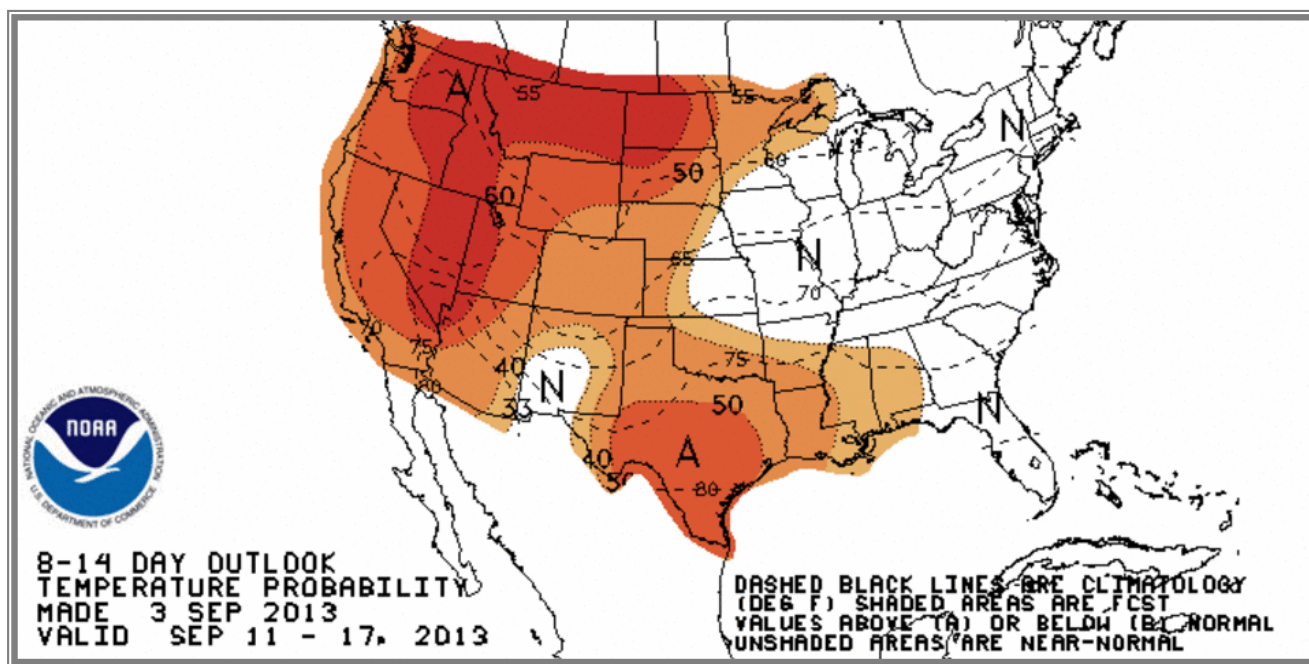 A
55
55
N
50
60
60
65
N
70
70
75
75
40
80
N
N
33
50
A
40
50
80
NATIONAL OCEANIC AND ATMOSPHERIC ADMINISTRATION
NOAA
U.S. DEPARTMENT OF COMMERCE
8-14 DAY OUTLOOK
TEMPERATURE PROBABILITY
MADE 3 SEP 2013
VALID SEP 11 - 17, 2013
DASHED BLACK LINES ARE CLIMATOLOGY
(DEG F) SHADED AREAS ARE FCST
VALUES ABOVE (A) OR BELOW (B) NORMAL
UNSHADED AREAS ARE NEAR-NORMAL